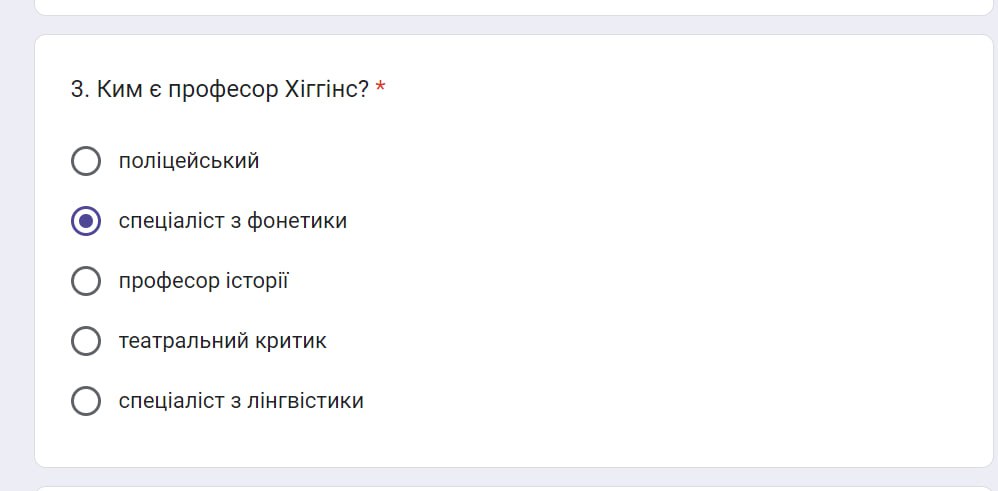 3. Ким є професор Хіггінс? *
поліцейський
спеціаліст з фонетики
професор історії
театральний критик
спеціаліст з лінгвістики